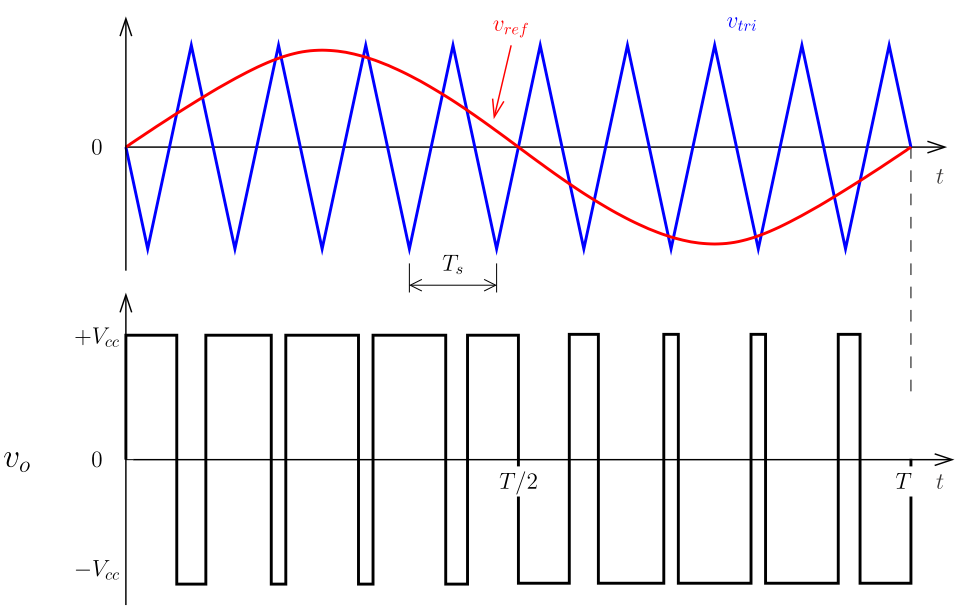 v_ref
v_tri
0
t
T_s
+V_cc
v_o
0
T/2
T
t
−V_cc